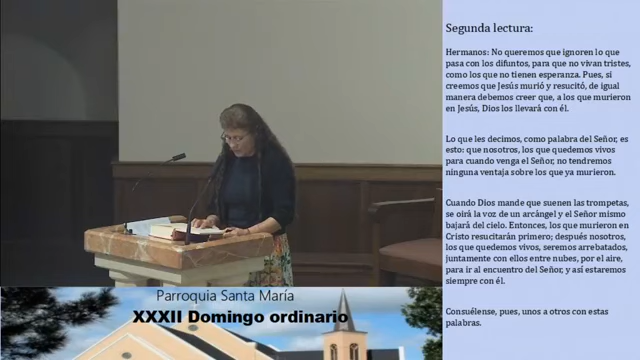 Segunda lectura:
Hermanos: No queremos que ignoren lo que
pasa con los difuntos, para que no vivan tristes,
como los que no tienen esperanza. Pues, si
creemos que Jesús murió y resucitó, de igual
manera debemos creer que, a los que murieron
en Jesús, Dios los llevará con él.
Lo que les decimos, como palabra del Señor, es
esto: que nosotros, los que quedemos vivos
para cuando venga el Señor, no tendremos
ninguna ventaja sobre los que ya murieron.
Cuando Dios mande que suenen las trompetas,
se oirá la voz de un arcángel y el Señor mismo
bajará del cielo. Entonces, los que murieron en
Cristo resucitarán primero; después nosotros,
los que quedemos vivos, seremos arrebatados,
juntamente con ellos entre nubes, por el aire,
para ir al encuentro del Señor, y así estaremos
siempre con él.
Consuélense, pues, unos a otros con estas
palabras.
Parroquia Santa María
XXXII Domingo ordinario